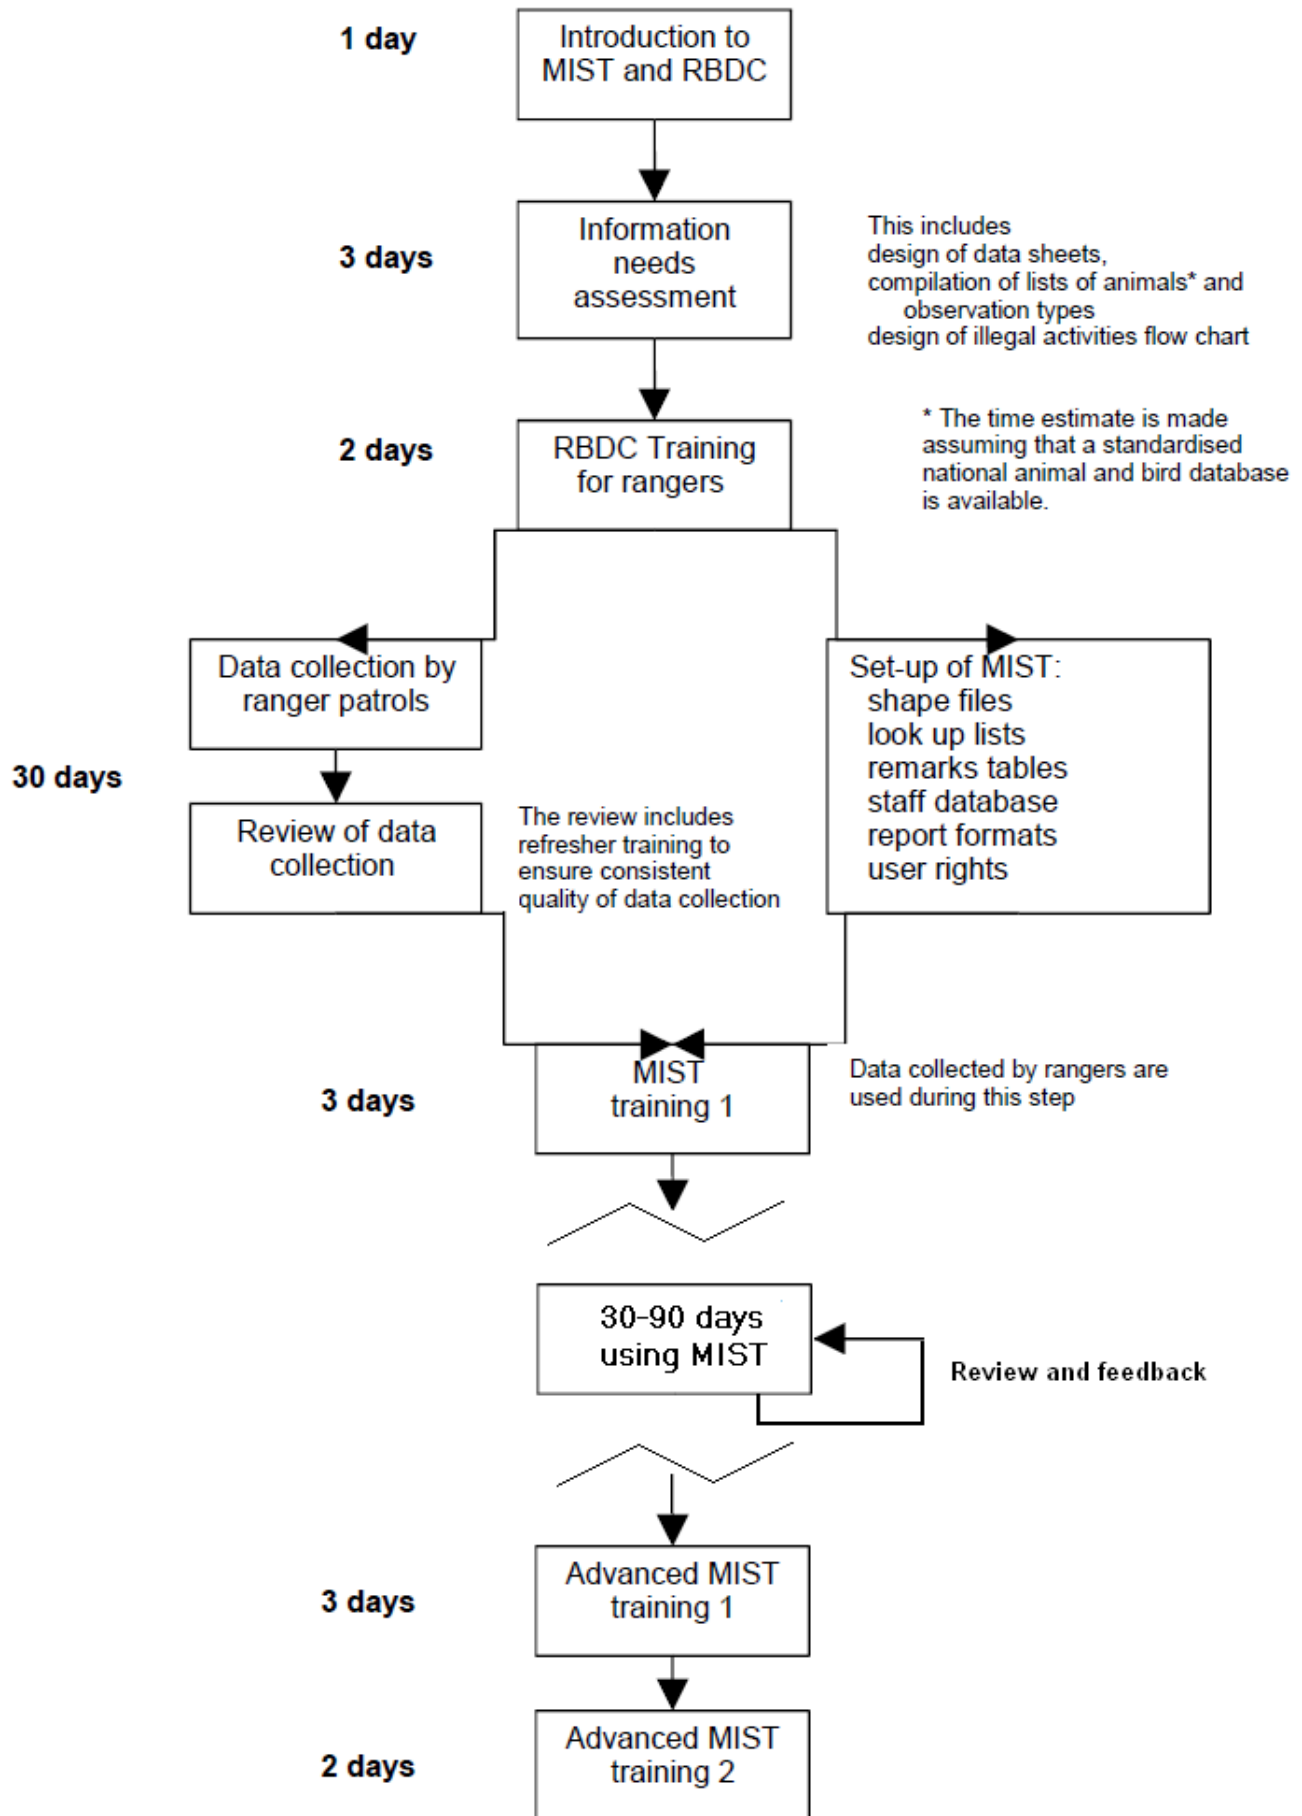 1 day
Introduction to
MIST and RBDC
3 days
Information
needs
assessment
This includes
design of data sheets,
compilation of lists of animals* and
observation types
design of illegal activities flow chart
2 days
RBDC Training
for rangers
* The time estimate is made
assuming that a standardised
national animal and bird database
is available.
30 days
Data collection by
ranger patrols
Review of data
collection
The review includes
refresher training to
ensure consistent
quality of data collection
Set-up of MIST:
shape files
look up lists
remarks tables
staff database
report formats
user rights
3 days
MIST
training 1
Data collected by rangers are
used during this step
30-90 days
using MIST
Review and feedback
3 days
Advanced MIST
training 1
2 days
Advanced MIST
training 2